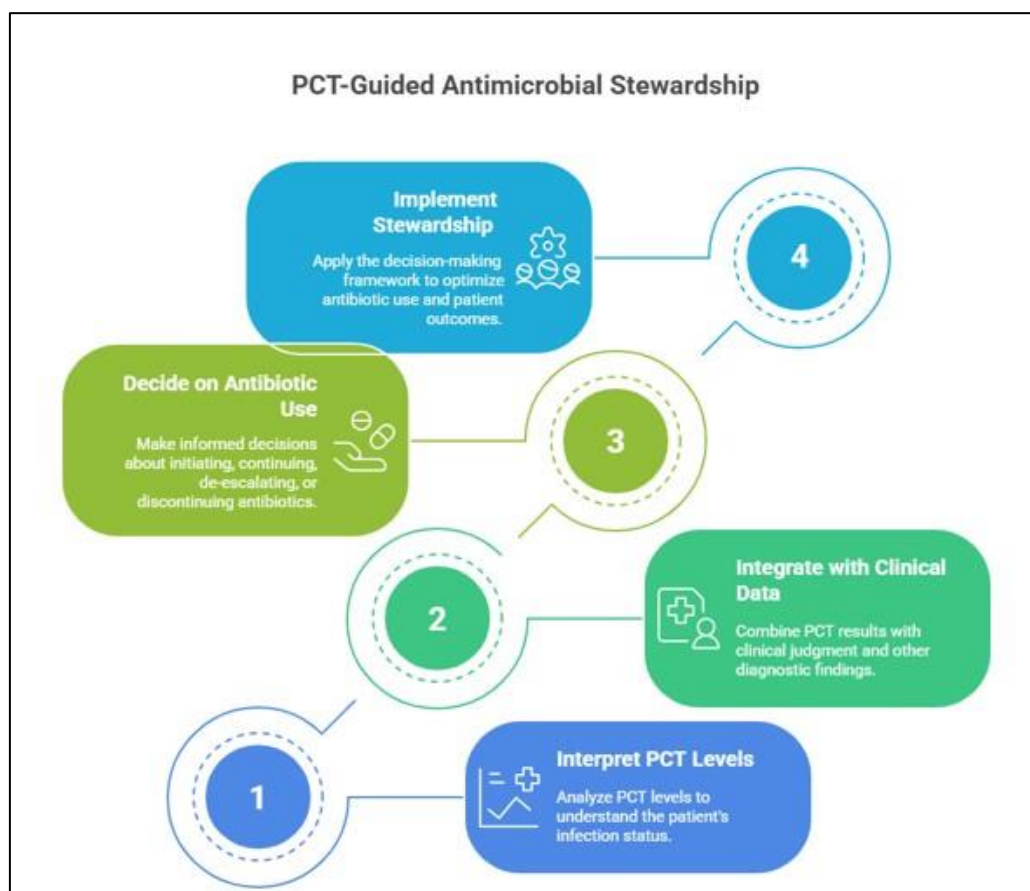 PCT-Guided Antimicrobial Stewardship
Implement
Stewardship
Apply the decision-making
framework to optimize
antibiotic use and patient
outcomes.
4
Decide on Antibiotic
Use
Make informed decisions
about initiating, continuing,
de-escalating, or
discontinuing antibiotics.
3
2
Integrate with Clinical
Data
Combine PCT results with
clinical judgment and other
diagnostic findings.
1
Interpret PCT Levels
Analyze PCT levels to
understand the patient's
infection status.